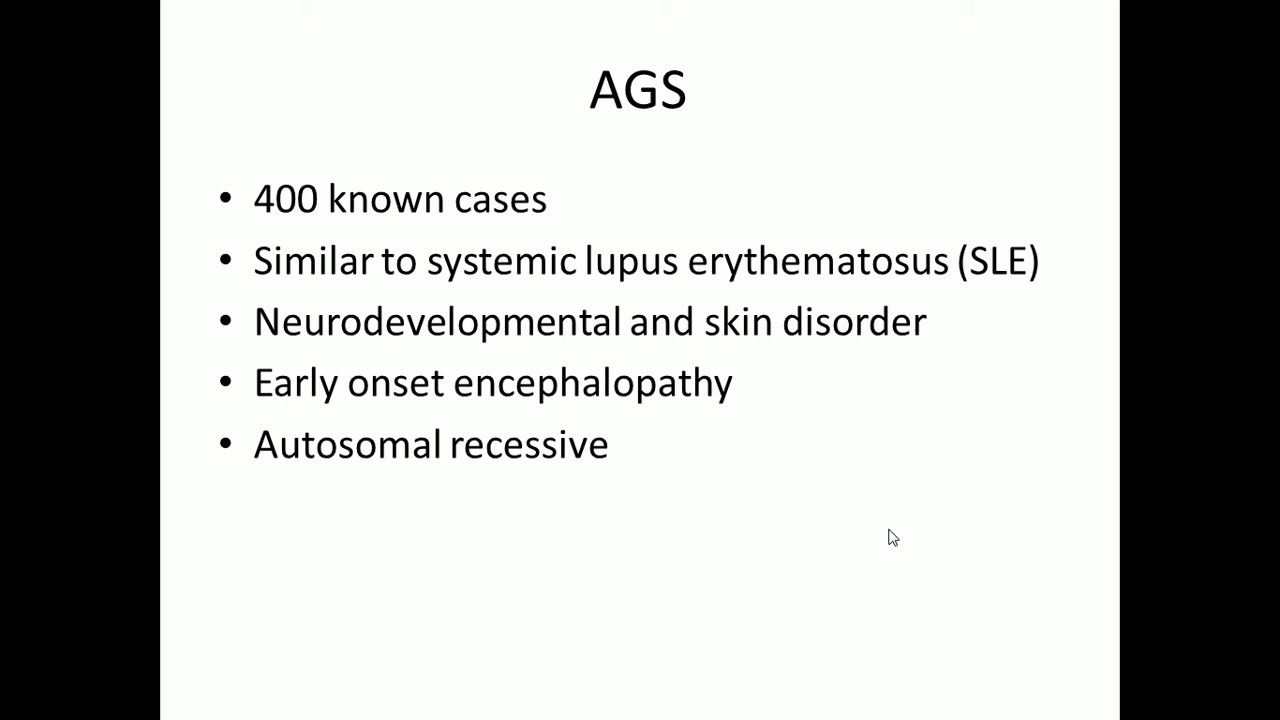 AGS
• 400 known cases
• Similar to systemic lupus erythematosus (SLE)
• Neurodevelopmental and skin disorder
• Early onset encephalopathy
• Autosomal recessive